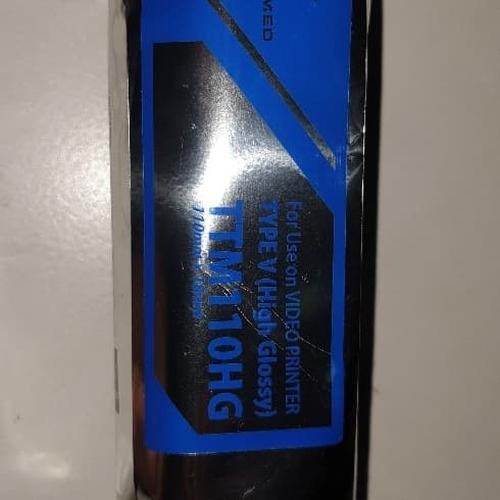 MED
For Use on VIDEO PRINTER
TYPE V (High Glossy)
TTM110HG